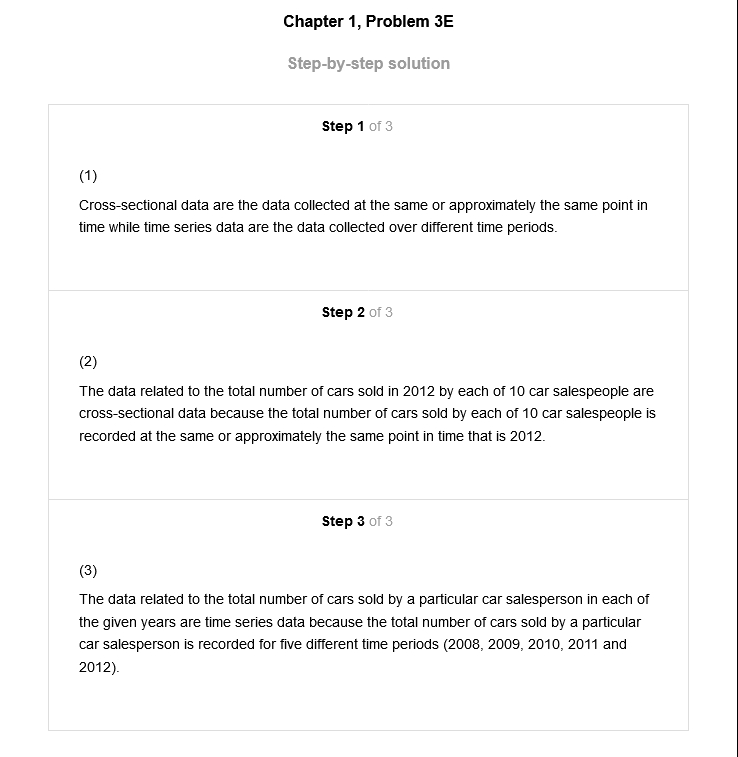 Chapter 1, Problem 3E
Step-by-step solution
Step 1 of 3
(1)
Cross-sectional data are the data collected at the same or approximately the same point in
time while time series data are the data collected over different time periods.
Step 2 of 3
(2)
The data related to the total number of cars sold in 2012 by each of 10 car salespeople are
cross-sectional data because the total number of cars sold by each of 10 car salespeople is
recorded at the same or approximately the same point in time that is 2012.
Step 3 of 3
(3)
The data related to the total number of cars sold by a particular car salesperson in each of
the given years are time series data because the total number of cars sold by a particular
car salesperson is recorded for five different time periods (2008, 2009, 2010, 2011 and
2012).